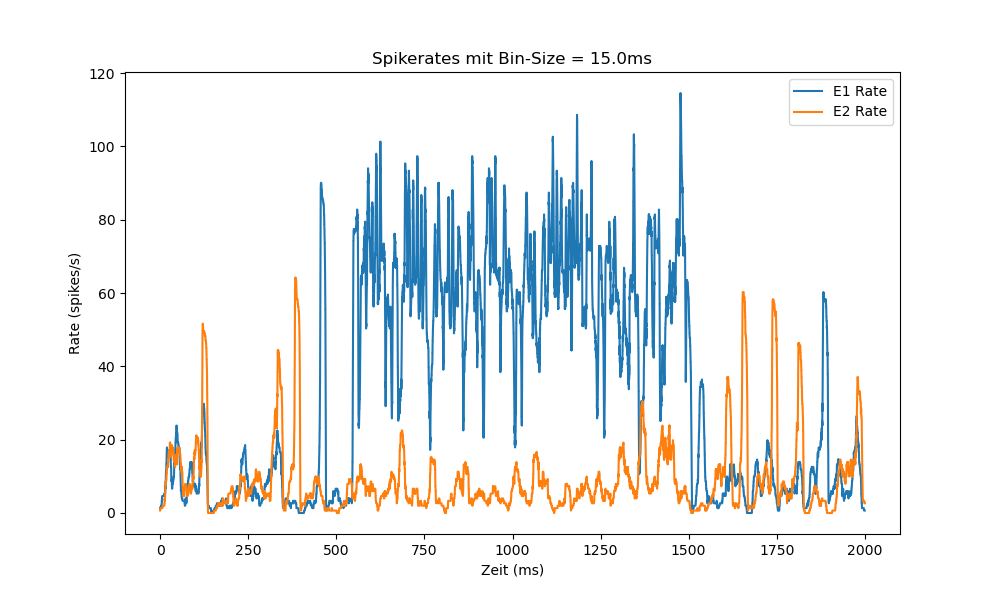 Spikerates mit Bin-Size = 15.0ms
E1 Rate
E2 Rate
120
100
80
60
40
20
0
Rate (spikes/s)
0 250 500 750 1000 1250 1500 1750 2000
Zeit (ms)